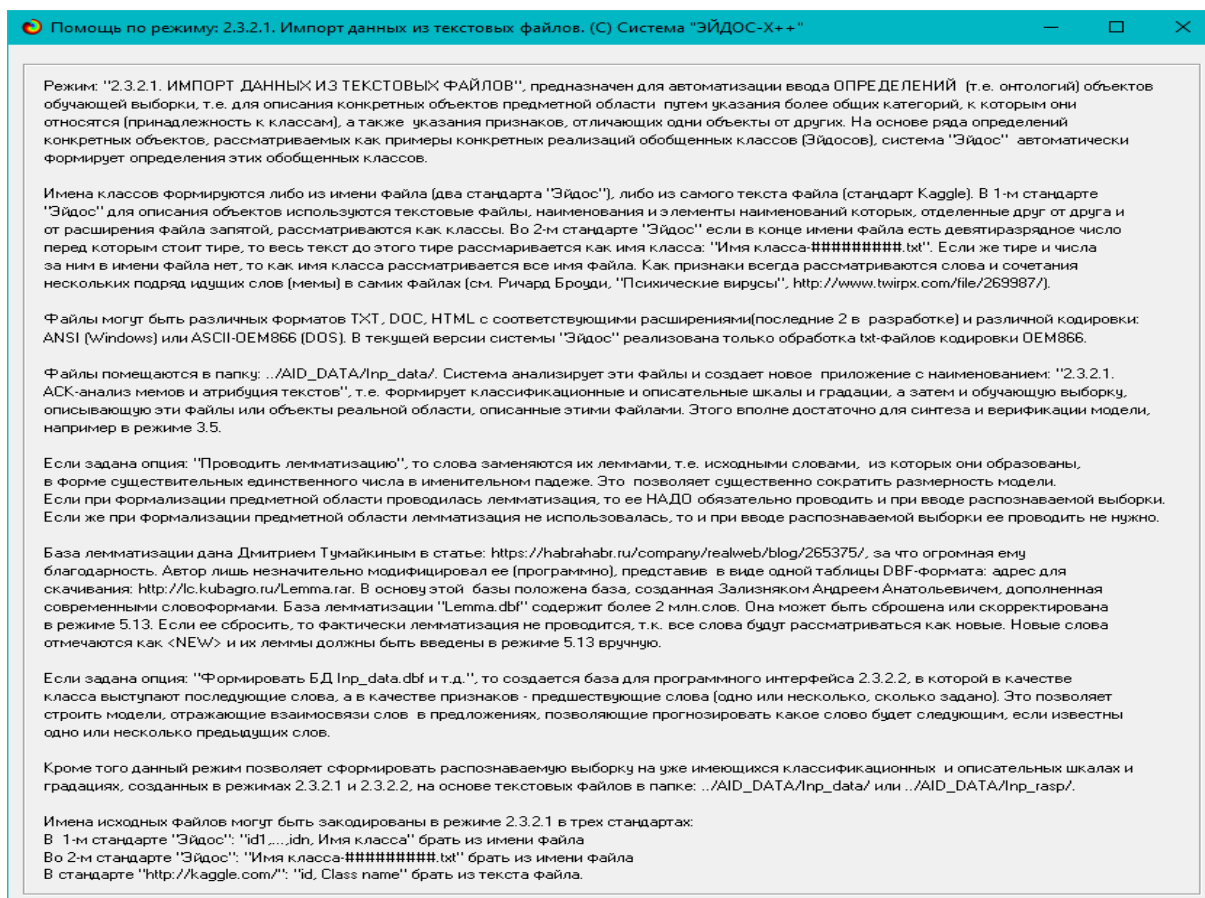 Помощь по режиму: 2.3.2.1. Импорт данных из текстовых файлов. (C) Система "ЭЙДОС-X++"
Режим: "2.3.2.1. ИМПОРТ ДАННЫХ ИЗ ТЕКСТОВЫХ ФАЙЛОВ", предназначен для автоматизации ввода ОПРЕДЕЛЕНИЙ (т.е. онтологий) объектов
обучающей выборки, т.е. для описания конкретных объектов предметной области путем указания более общих категорий, к которым они
относятся (принадлежность к классам), а также указания признаков, отличающих одни объекты от других. На основе ряда определений
конкретных объектов, рассматриваемых как примеры конкретных реализаций обобщенных классов (Эйдосов), система "Эйдос" автоматически
формирует определения этих обобщенных классов.
Имена классов формируются либо из имени файла (два стандарта "Эйдос"), либо из самого текста файла (стандарт Kaggle). В 1-м стандарте
"Эйдос" для описания объектов используются текстовые файлы, наименования и элементы наименований которых, отделенные друг от друга и
от расширения файла запятой, рассматриваются как классы. Во 2-м стандарте "Эйдос" если в конце имени файла есть девятиразрядное число
перед которым стоит тире, то весь текст до этого тире рассмаривается как имя класса: "Имя класса-#########.txt". Если же тире и числа
за ним в имени файла нет, то как имя класса рассматривается все имя файла. Как признаки всегда рассматриваются слова и сочетания
нескольких подряд идущих слов (мемы) в самих файлах (см. Ричард Броуди, "Психические вирусы", http://www.twirpx.com/file/269987/).
Файлы могут быть различных форматов TXT, DOC, HTML с соответствующими расширениями(последние 2 в разработке) и различной кодировки:
ANSI (Windows) или ASCII-OEM866 (DOS). В текущей версии системы "Эйдос" реализована только обработка txt-файлов кодировки OEM866.
Файлы помещаются в папку: ../AID_DATA/Inp_data/. Система анализирует эти файлы и создает новое приложение с наименованием: "2.3.2.1.
АСК-анализ мемов и атрибуция текстов", т.е. формирует классификационные и описательные шкалы и градации, а затем и обучающую выборку,
описывающую эти файлы или объекты реальной области, описанные этими файлами. Этого вполне достаточно для синтеза и верификации модели,
например в режиме 3.5.
Если задана опция: "Проводить лемматизацию", то слова заменяются их леммами, т.е. исходными словами, из которых они образованы,
в форме существительных единственного числа в именительном падеже. Это позволяет существенно сократить размерность модели.
Если при формализации предметной области проводилась лемматизация, то ее НАДО обязательно проводить и при вводе распознаваемой выборки.
Если же при формализации предметной области лемматизация не использовалась, то и при вводе распознаваемой выборки ее проводить не нужно.
База лемматизации дана Дмитрием Тумайкиным в статье: https://habrahabr.ru/company/realweb/blog/265375/, за что огромная ему
благодарность. Автор лишь незначительно модифицировал ее (программно), представив в виде одной таблицы DBF-формата: адрес для
скачивания: http://lc.kubagro.ru/Lemma.rar. В основу этой базы положена база, созданная Зализняком Андреем Анатольевичем, дополненная
современными словоформами. База лемматизации "Lemma.dbf" содержит более 2 млн.слов. Она может быть сброшена или скорректирована
в режиме 5.13. Если ее сбросить, то фактически лемматизация не проводится, т.к. все слова будут рассматриваться как новые. Новые слова
отмечаются как <NEW> и их леммы должны быть введены в режиме 5.13 вручную.
Если задана опция: "Формировать БД Inp_data.dbf и т.д.", то создается база для программного интерфейса 2.3.2.2, в которой в качестве
класса выступают последующие слова, а в качестве признаков - предшествующие слова (одно или несколько, сколько задано). Это позволяет
строить модели, отражающие взаимосвязи слов в предложениях, позволяющие прогнозировать какое слово будет следующим, если известны
одно или несколько предыдущих слов.
Кроме того данный режим позволяет сформировать распознаваемую выборку на уже имеющихся классификационных и описательных шкалах и
градациях, созданных в режимах 2.3.2.1 и 2.3.2.2, на основе текстовых файлов в папке: ../AID_DATA/Inp_data/ или ../AID_DATA/Inp_rasp/.
Имена исходных файлов могут быть закодированы в режиме 2.3.2.1 в трех стандартах:
В 1-м стандарте "Эйдос": "id1,...,idn, Имя класса" брать из имени файла
Во 2-м стандарте "Эйдос": "Имя класса-#########.txt" брать из имени файла
В стандарте "http://kaggle.com/": "id, Class name" брать из текста файла.